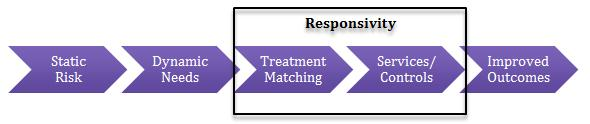 Responsivity
Static
Risk
Dynamic
Needs
Treatment
Matching
Services/
Controls
Improved
Outcomes